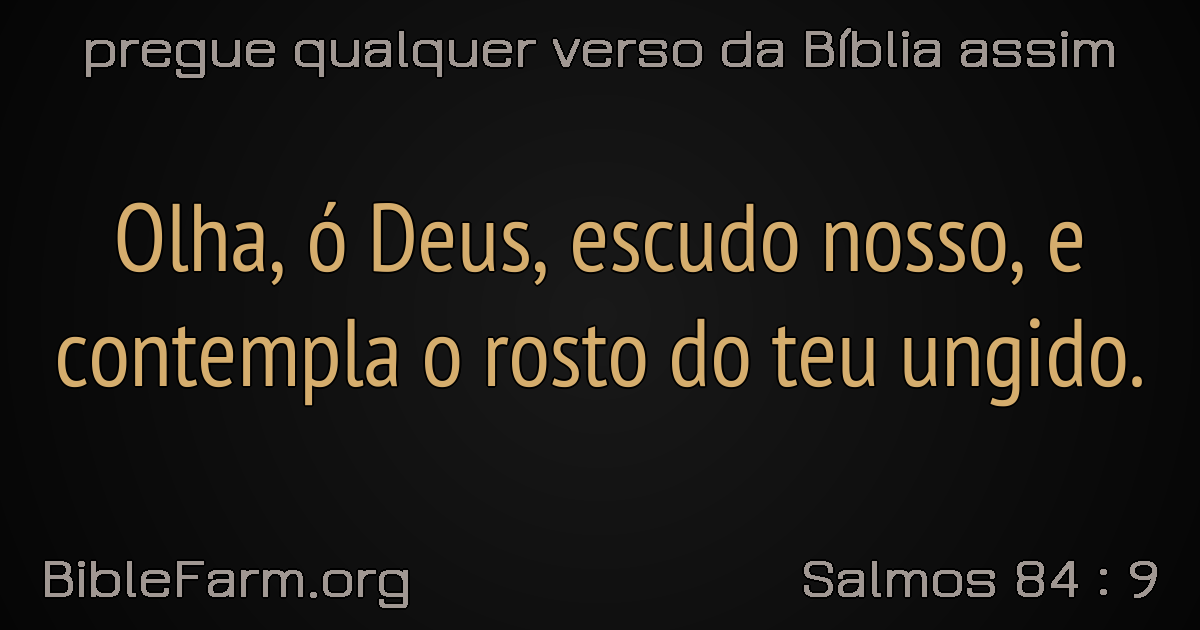 pregue qualquer verso da Bíblia assim
Olha, ó Deus, escudo nosso, e
contempla o rosto do teu ungido.
BibleFarm.org
Salmos 84 : 9